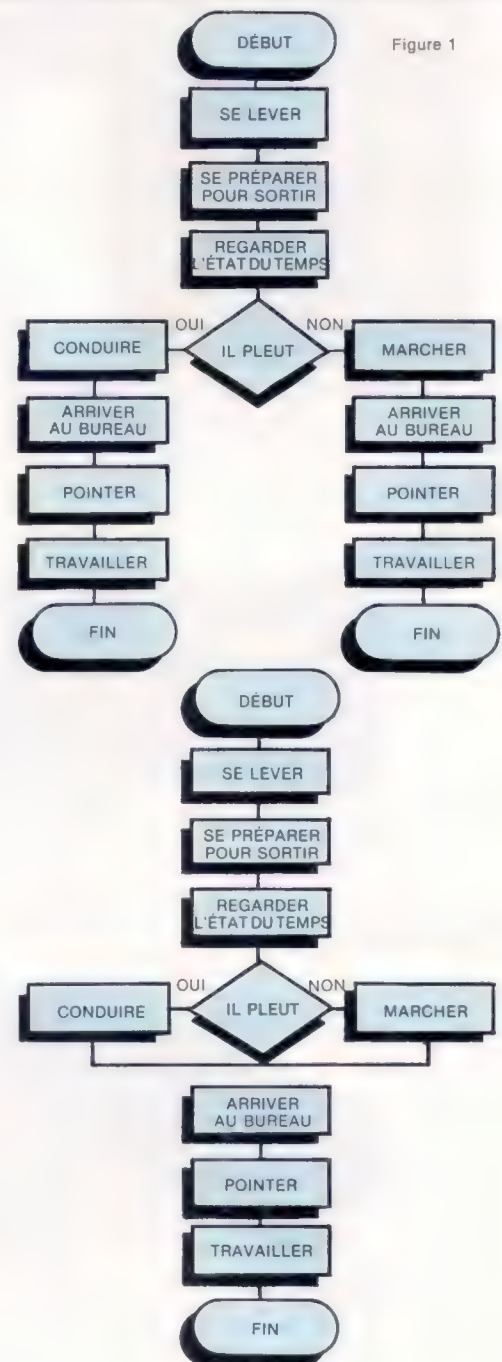 DÉBUT
Figure 1
SE LEVER
SE PRÉPARER
POUR SORTIR
REGARDER
L'ÉTAT DU TEMPS
OUI
NON
CONDUIRE
IL PLEUT
MARCHER
ARRIVER
AU BUREAU
ARRIVER
AU BUREAU
POINTER
POINTER
TRAVAILLER
TRAVAILLER
FIN
FIN
DÉBUT
SE LEVER
SE PRÉPARER
POUR SORTIR
REGARDER
L'ÉTAT DU TEMPS
OUI
NON
CONDUIRE
IL PLEUT
MARCHER
ARRIVER
AU BUREAU
POINTER
TRAVAILLER
FIN